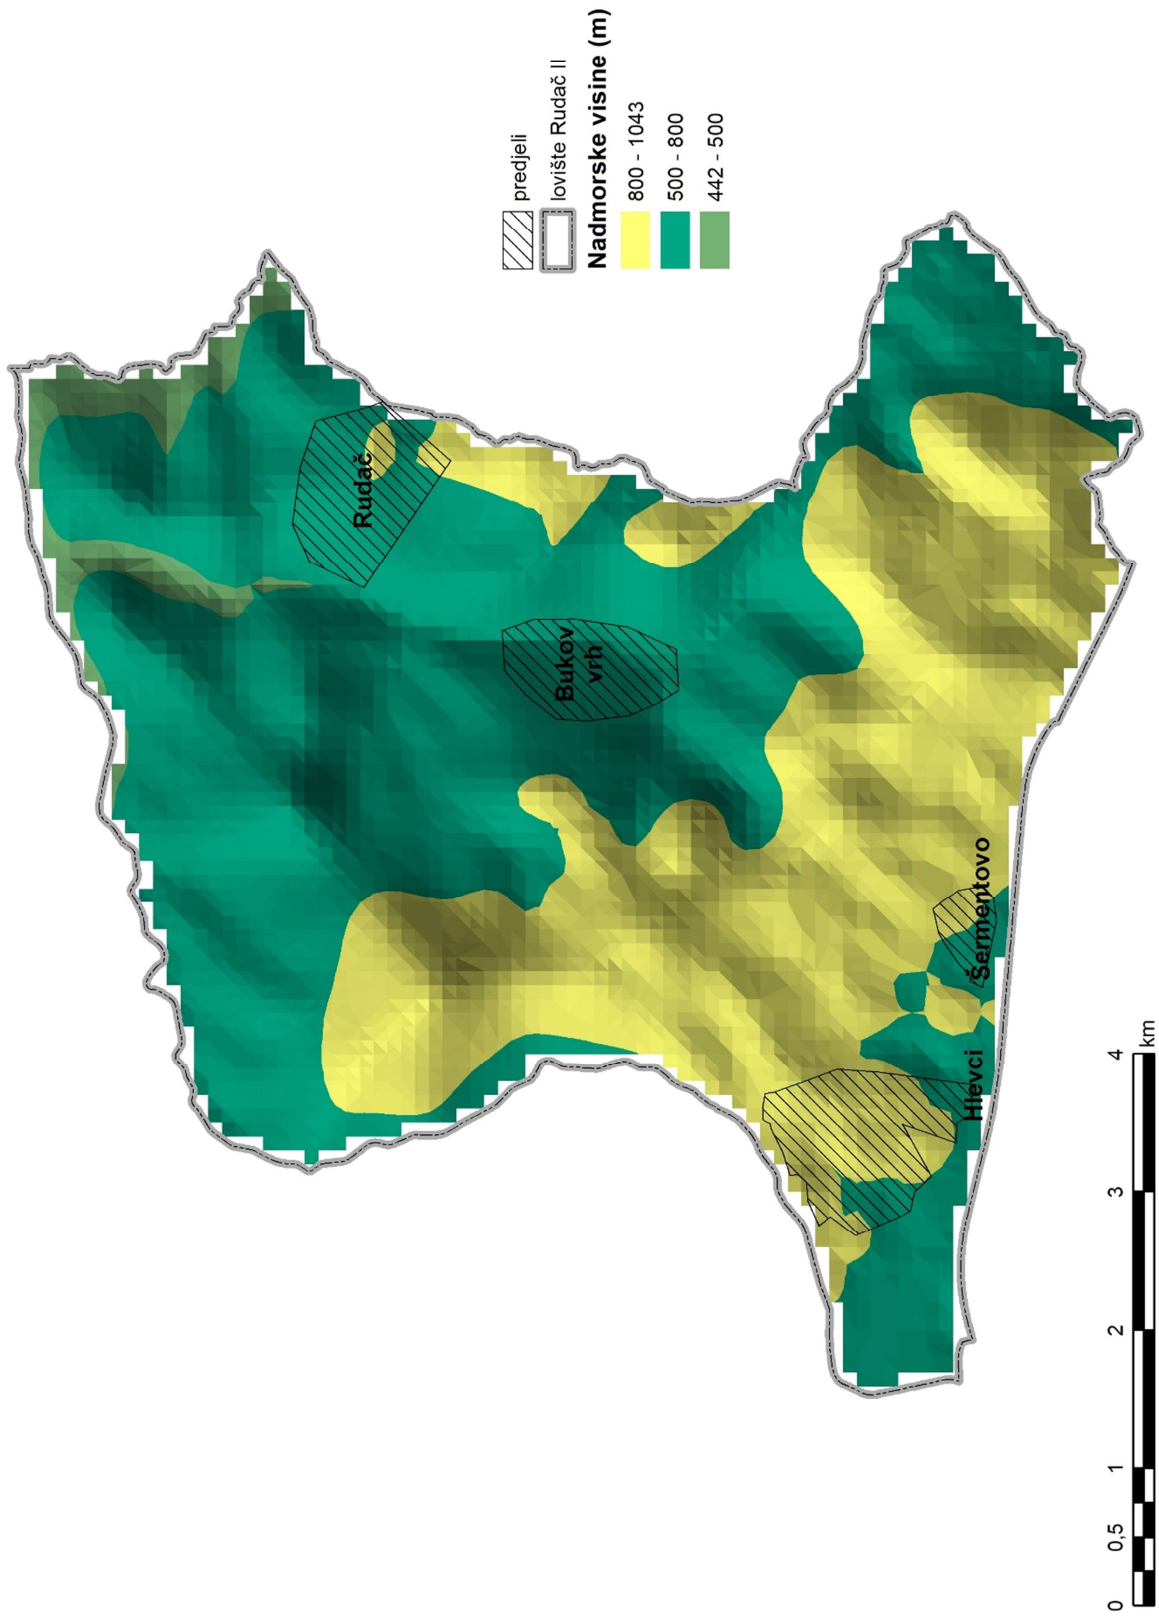 Rudač
Bukov
vrh
Šermentovo
Hlevci
predjeli
lovište Rudač II
Nadmorske visine (m)
800 - 1043
500 - 800
442 - 500
0 0,5 1 2 3 4
km